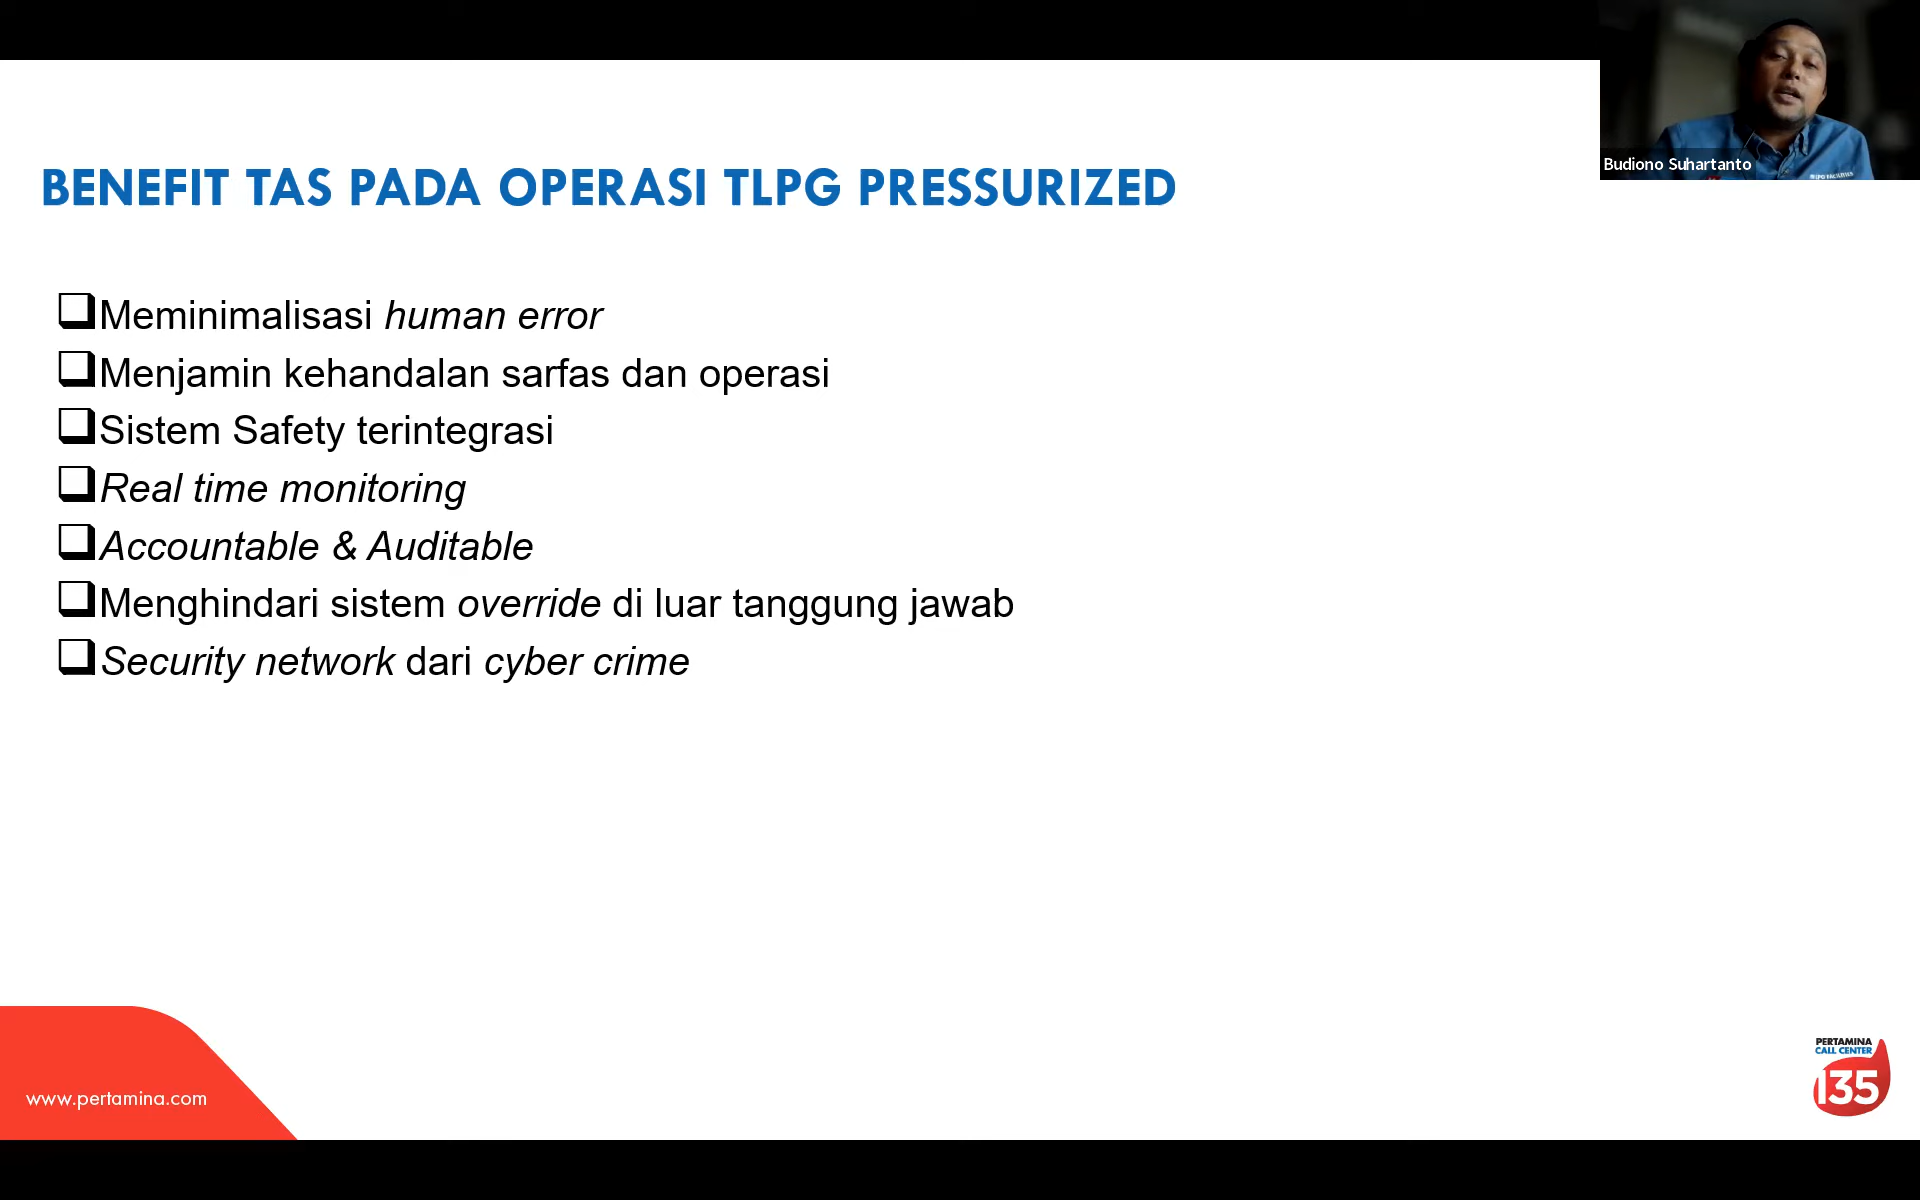 Budiono Suhartanto
BENEFIT TAS PADA OPERASI TLPG PRESSURIZED
Meminimalisasi human error
Menjamin kehandalan sarfas dan operasi
Sistem Safety terintegrasi
Real time monitoring
Accountable & Auditable
Menghindari sistem override di luar tanggung jawab
Security network dari cyber crime
www.pertamina.com
PERTAMINA
CALL CENTER
135